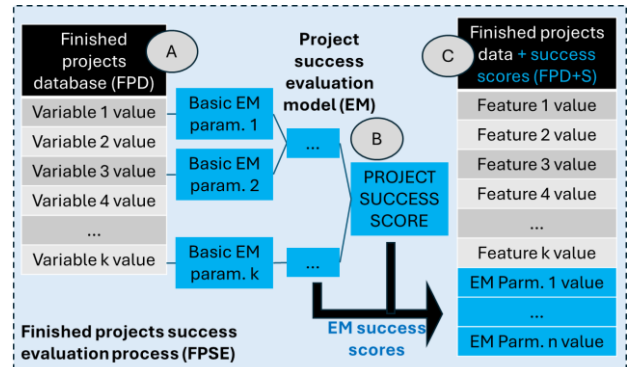 Finished
projects
database (FPD)
A
Variable 1 value
Variable 2 value
Variable 3 value
Variable 4 value
...
Variable k value
Basic EM
param. 1
Basic EM
param. 2
Basic EM
param. k
Project
success
evaluation
model (EM)
...
...
B
PROJECT
SUCCESS
SCORE
EM success
scores
C
Finished projects
data + success
scores (FPD+S)
Feature 1 value
Feature 2 value
Feature 3 value
Feature 4 value
...
Feature k value
EM Parm. 1 value
...
EM Parm. n value
Finished projects success
evaluation process (FPSE)